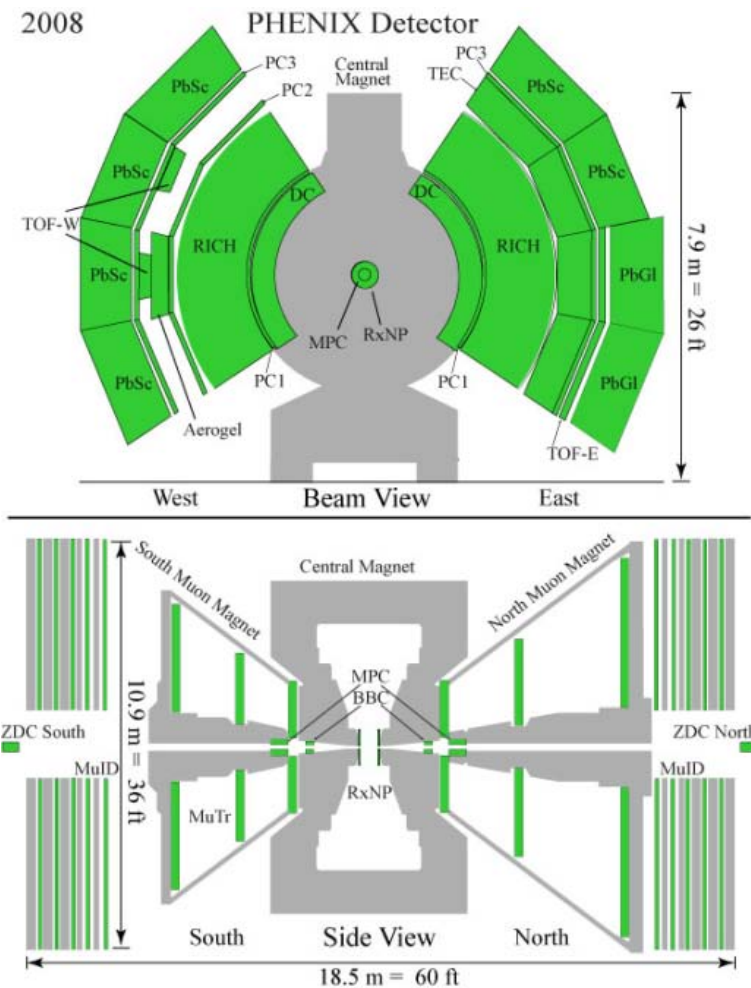 2008
PHENIX Detector
PC3
PC2
Central
Magnet
PC3
TEC
PbSc
PbSc
PbSc
DC
DC
PbSc
TOF-W
RICH
RICH
PbSc
PbGl
MPC
RxNP
PbSc
PC1
PC1
PbGl
Aerogel
TOF-E
7.9 m = 26 ft
West
Beam View
East
South Muon Magnet
Central Magnet
North Muon Magnet
MPC
BBC
ZDC South
ZDC North
MuID
MuID
10.9 m = 36 ft
MuTr
RxNP
South
Side View
North
18.5 m = 60 ft